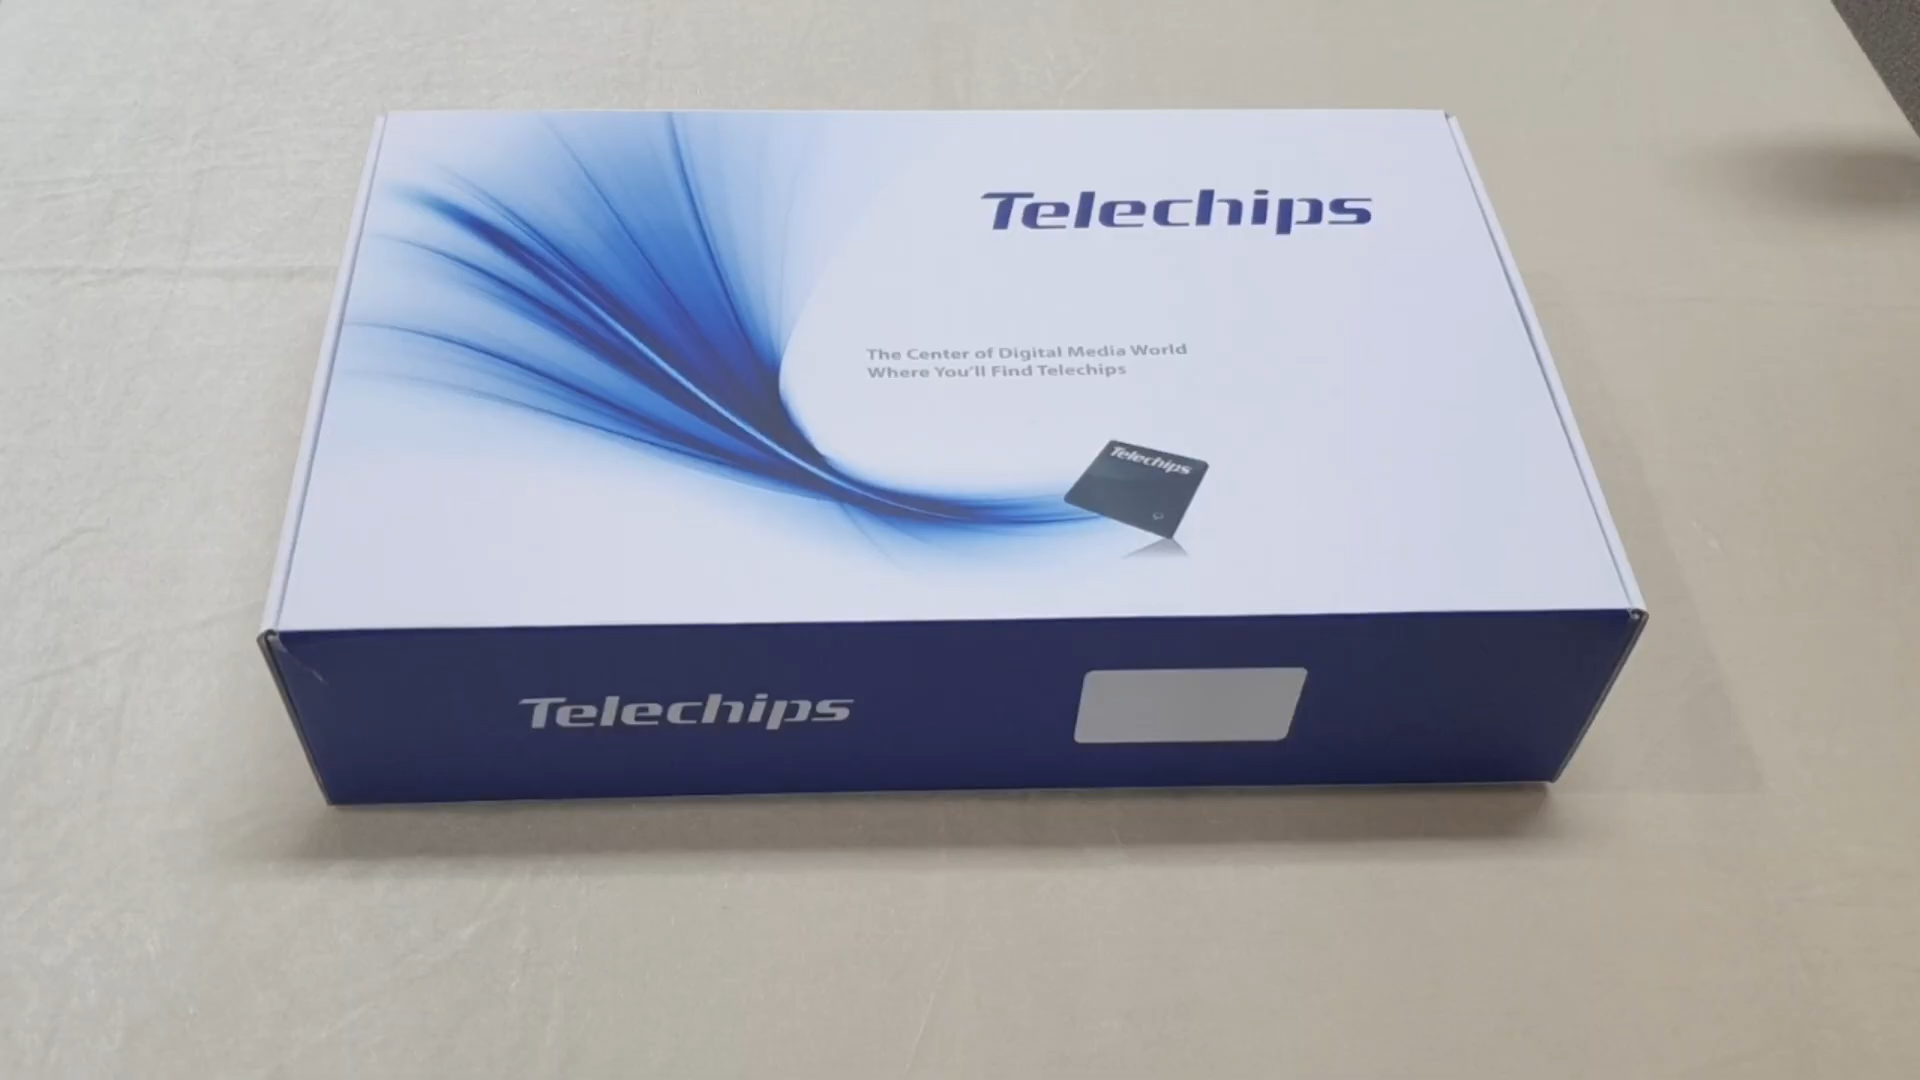 Telechips
The Center of Digital Media World
Where You'll Find Telechips
Telechips
Telechips